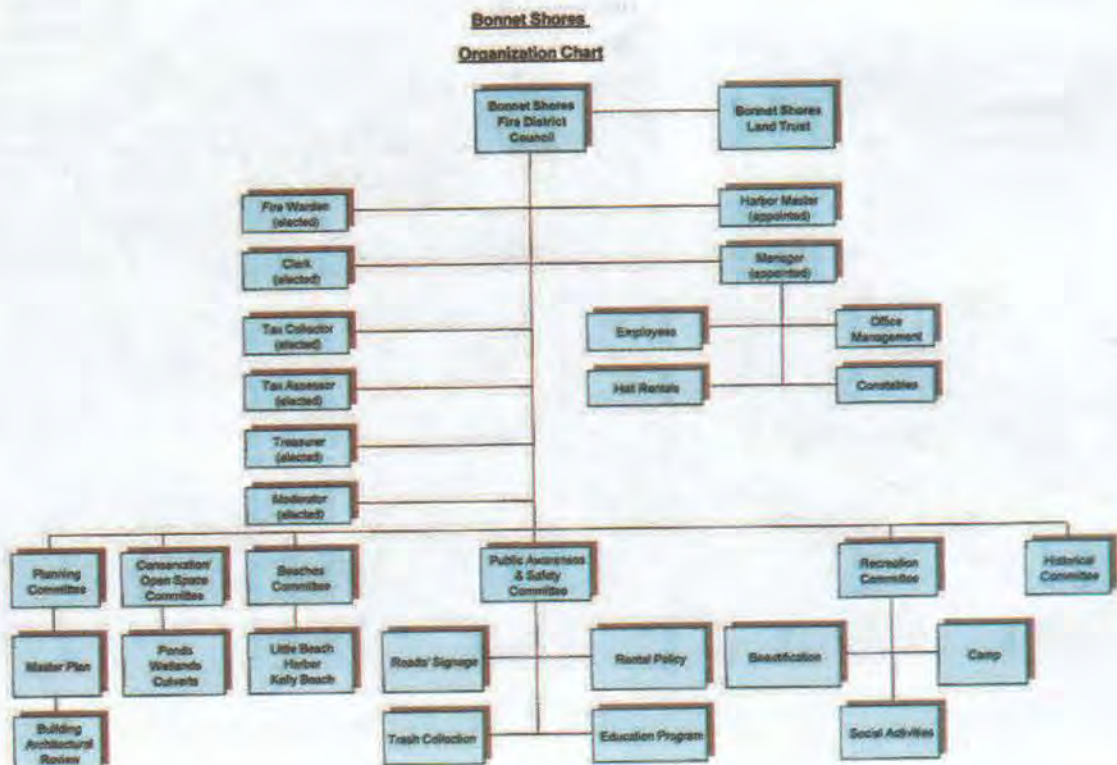 Bonnet Shores
Organization Chart
Bonnet Shores
Fire District
Council
Bonnet Shores
Land Trust
Fire Warden
(elected)
Harbor Master
(appointed)
Clerk
(elected)
Manager
(appointed)
Tax Collector
(elected)
Employees
Office
Management
Tax Assessor
(elected)
Hall Rentals
Constables
Treasurer
(elected)
Moderator
(elected)
Planning
Committee
Conservation/
Open Space
Committee
Beaches
Committee
Public Awareness
& Safety
Committee
Recreation
Committee
Historical
Committee
Master Plan
Ponds
Wetlands
Culverts
Little Beach
Harbor
Kelly Beach
Roads' Signage
Rental Policy
Beautification
Camp
Building
Architectural
Review
Trash Collection
Education Program
Social Activities